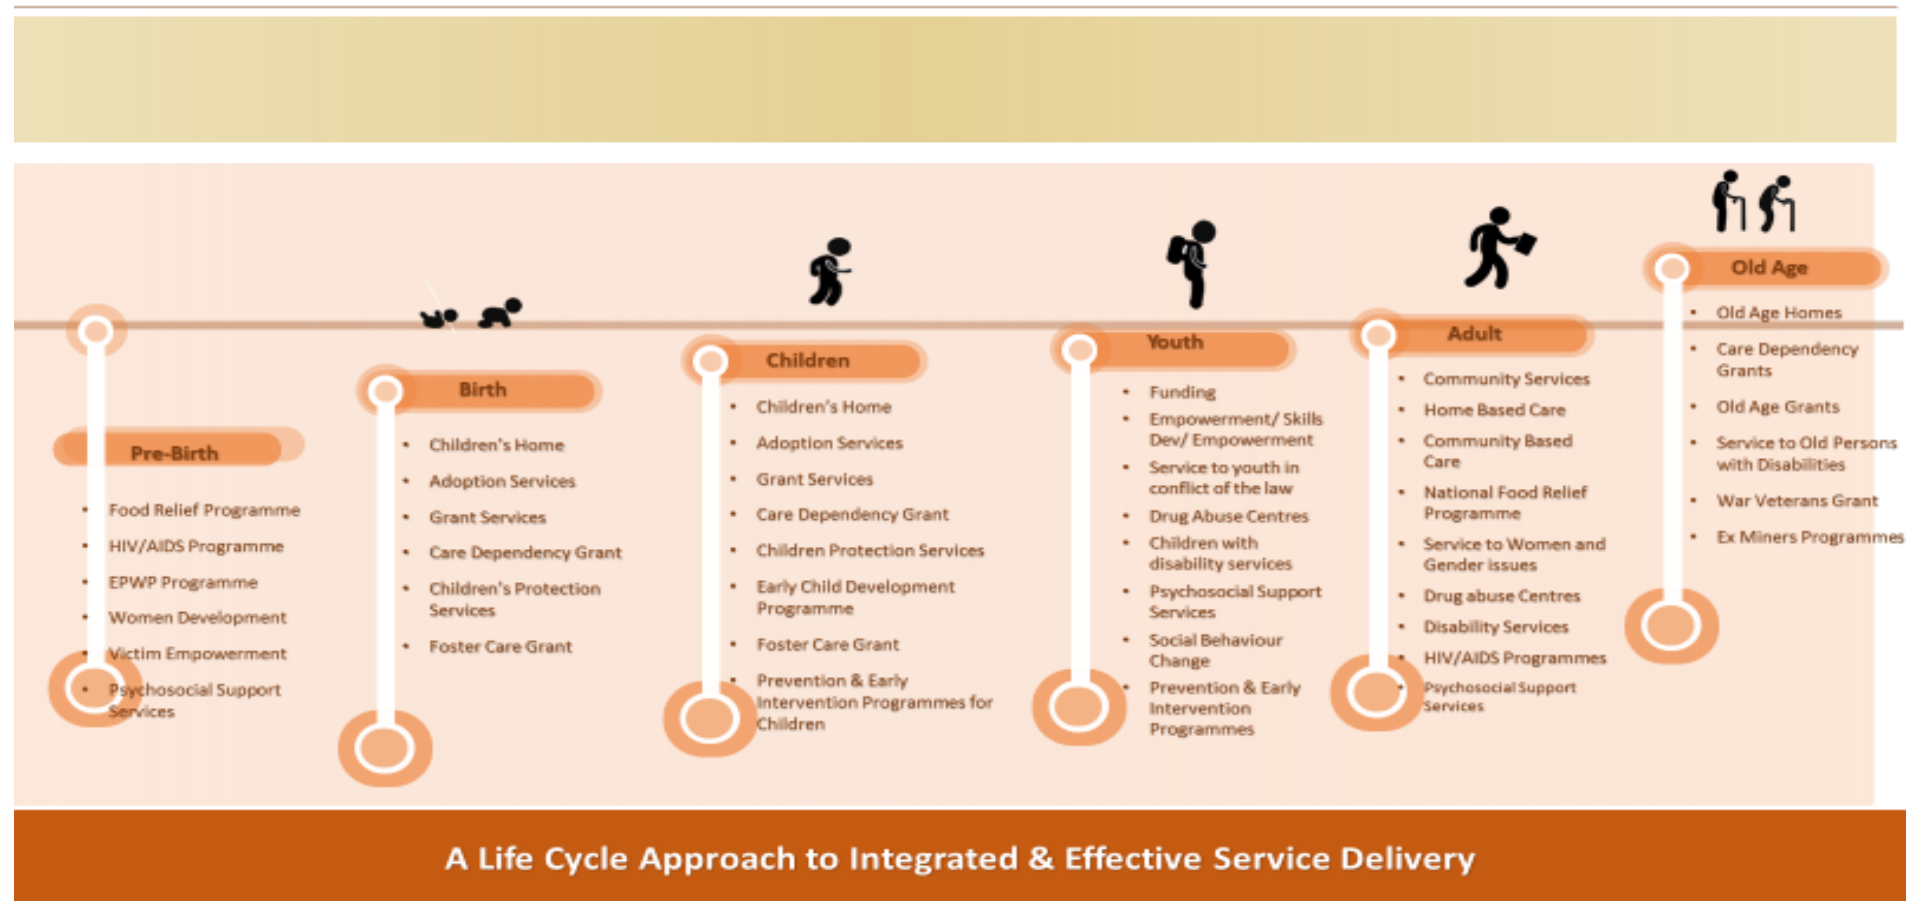 Pre-Birth
• Food Relief Programme
• HIV/AIDS Programme
• EPWP Programme
• Women Development
• Victim Empowerment
• Psychosocial Support
Services
Birth
• Children's Home
• Adoption Services
• Grant Services
• Care Dependency Grant
• Children's Protection
Services
• Foster Care Grant
Children
• Children's Home
• Adoption Services
• Grant Services
• Care Dependency Grant
• Children Protection Services
• Early Child Development
Programme
• Foster Care Grant
• Prevention & Early
Intervention Programmes for
Children
Youth
• Funding
• Empowerment/ Skills
Dev/ Empowerment
• Service to youth in
conflict of the law
• Drug Abuse Centres
• Children with
disability services
• Psychosocial Support
Services
• Social Behaviour
Change
• Prevention & Early
Intervention
Programmes
Adult
• Community Services
• Home Based Care
• Community Based
Care
• National Food Relief
Programme
• Service to Women and
Gender issues
• Drug abuse Centres
• Disability Services
• HIV/AIDS Programmes
• Psychosocial Support
Services
Old Age
• Old Age Homes
• Care Dependency
Grants
• Old Age Grants
• Service to Old Persons
with Disabilities
• War Veterans Grant
• Ex Miners Programmes
A Life Cycle Approach to Integrated & Effective Service Delivery